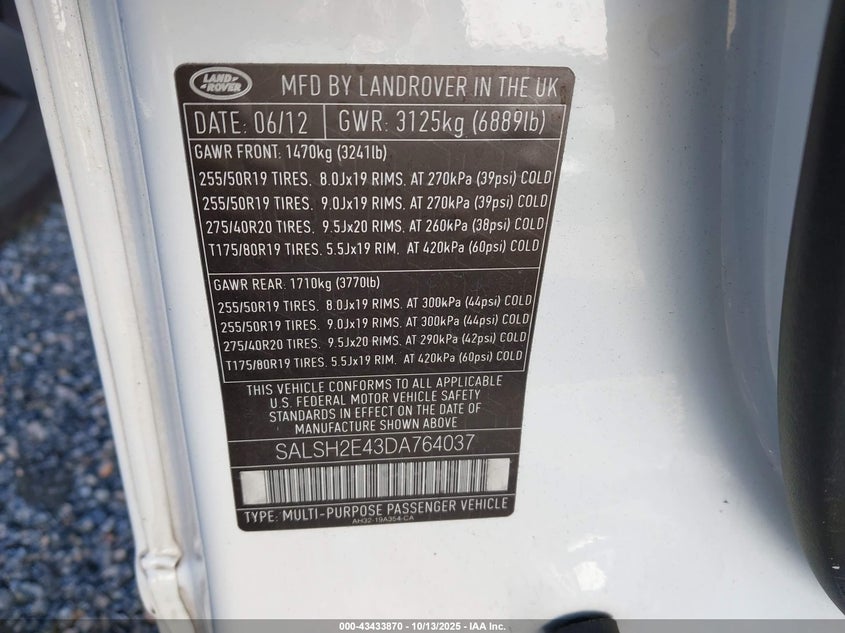 LAND ROVER
MFD BY LANDROVER IN THE UK
DATE: 06/12 GWR: 3125kg (6889lb)
GAWR FRONT: 1470kg (3241lb)
255/50R19 TIRES. 8.0Jx19 RIMS. AT 270kPa (39psi) COLD
255/50R19 TIRES. 9.0Jx19 RIMS. AT 270kPa (39psi) COLD
275/40R20 TIRES. 9.5Jx20 RIMS. AT 260kPa (38psi) COLD
T175/80R19 TIRES. 5.5Jx19 RIM. AT 420kPa (60psi) COLD
GAWR REAR: 1710kg (3770lb)
255/50R19 TIRES. 8.0Jx19 RIMS. AT 300kPa (44psi) COLD
255/50R19 TIRES. 9.0Jx19 RIMS. AT 300kPa (44psi) COLD
275/40R20 TIRES. 9.5Jx20 RIMS. AT 290kPa (42psi) COLD
T175/80R19 TIRES. 5.5Jx19 RIM. AT 420kPa (60psi) COLD
THIS VEHICLE CONFORMS TO ALL APPLICABLE
U.S. FEDERAL MOTOR VEHICLE SAFETY
STANDARDS IN EFFECT ON THE DATE OF
MANUFACTURE SHOWN ABOVE
SALSH2E43DA764037
TYPE: MULTI-PURPOSE PASSENGER VEHICLE
AH32-19A354-CA
000-43433870 - 10/13/2025 - IAA Inc.